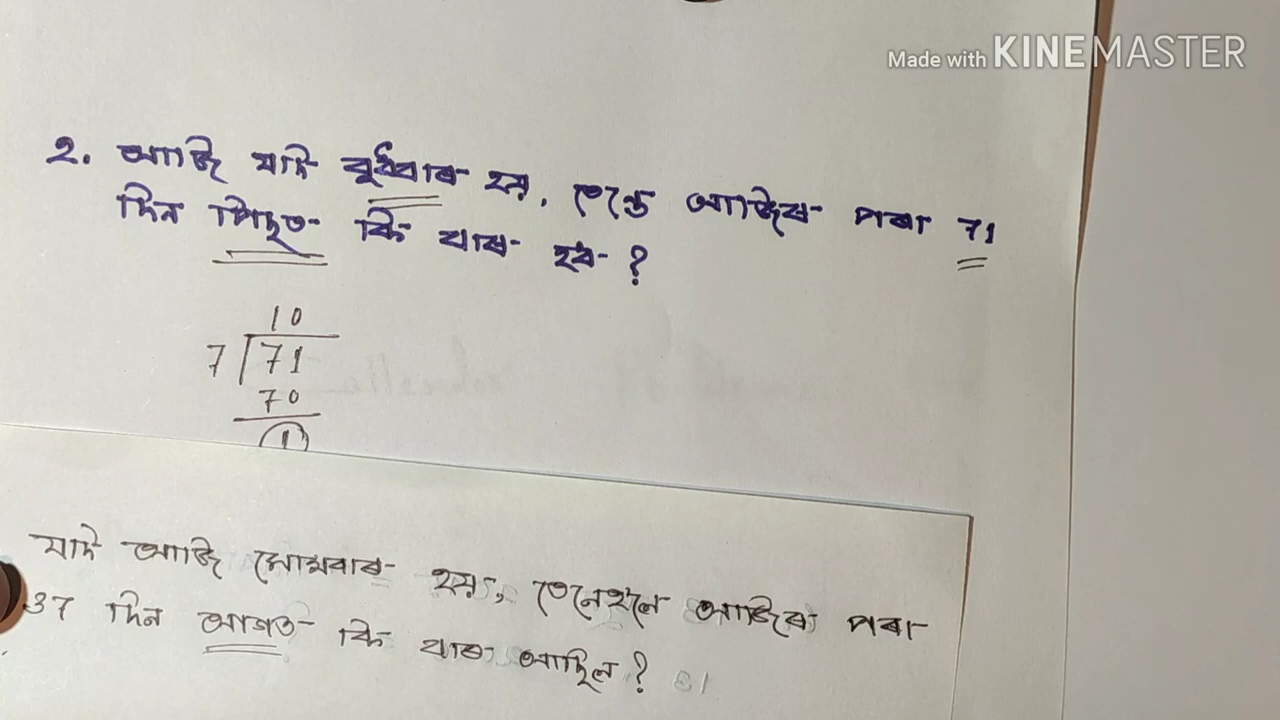 Made with KINEMASTER
2. আজি যদি বুধবাৰ হয়, তেন্তে আজিৰ পৰা 71
দিন পিছত কি বাৰ হ'ব ?
10
7 71
70
1
যদি আজি সোমবাৰ হয়, তেনেহলে আজিৰ পৰা
37 দিন আগত কি বাৰ আছিল ?